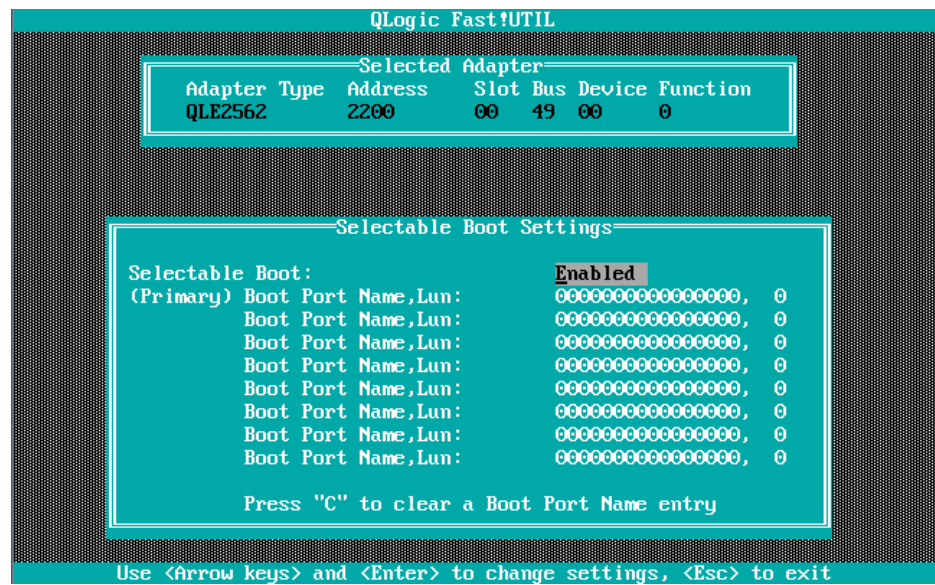 QLogic Fast!UTIL
Selected Adapter
Adapter Type Address Slot Bus Device Function
QLE2562 2200 00 49 00 0
Selectable Boot Settings
Selectable Boot: Enabled
(Primary) Boot Port Name,Lun: 0000000000000000, 0
Boot Port Name,Lun: 0000000000000000, 0
Boot Port Name,Lun: 0000000000000000, 0
Boot Port Name,Lun: 0000000000000000, 0
Boot Port Name,Lun: 0000000000000000, 0
Boot Port Name,Lun: 0000000000000000, 0
Boot Port Name,Lun: 0000000000000000, 0
Boot Port Name,Lun: 0000000000000000, 0
Press "C" to clear a Boot Port Name entry
Use <Arrow keys> and <Enter> to change settings, <Esc> to exit